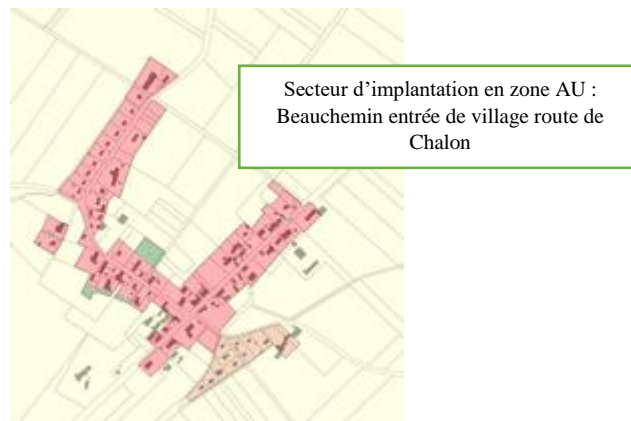 Secteur d’implantation en zone AU :
Beauchemin entrée de village route de
Chalon